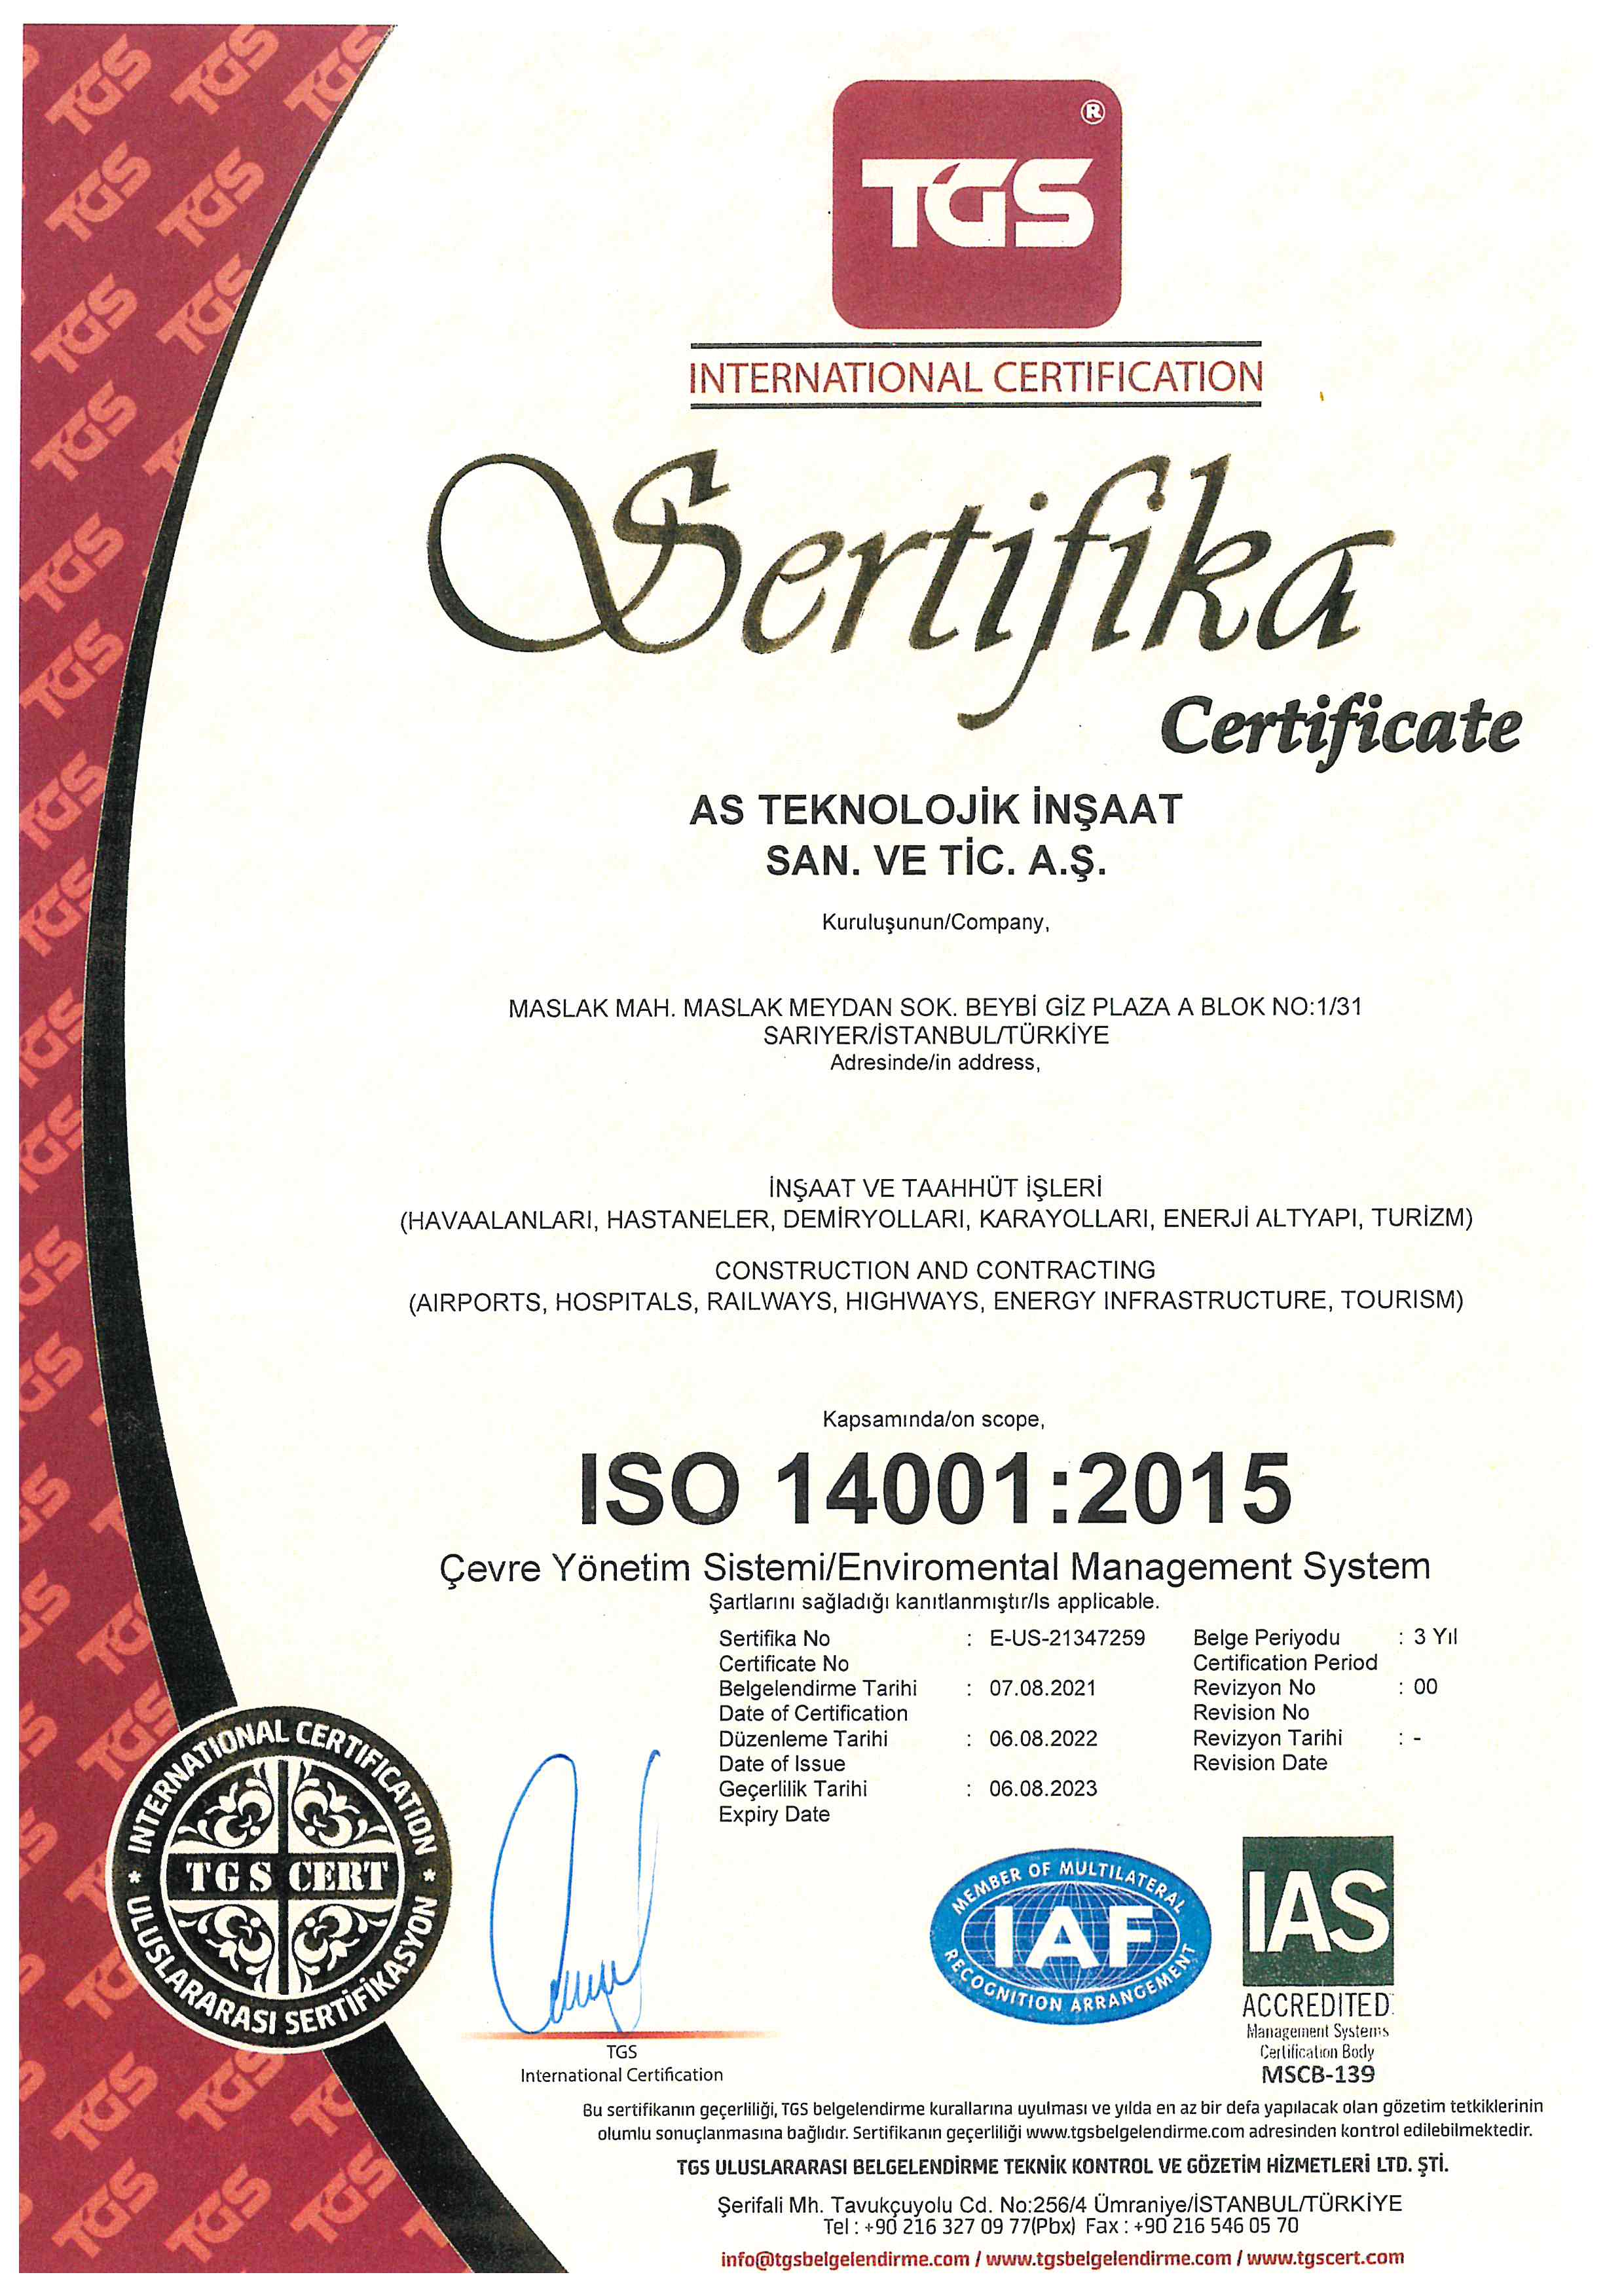 TGS
®
INTERNATIONAL CERTIFICATION
Sertifika
Certificate
AS TEKNOLOJİK İNŞAAT
SAN. VE TİC. A.Ş.
Kuruluşunun/Company,
MASLAK MAH. MASLAK MEYDAN SOK. BEYBİ GİZ PLAZA A BLOK NO:1/31
SARIYER/İSTANBUL/TÜRKİYE
Adresinde/in address,
İNŞAAT VE TAAHHÜT İŞLERİ
(HAVAALANLARI, HASTANELER, DEMİRYOLLARI, KARAYOLLARI, ENERJİ ALTYAPI, TURİZM)
CONSTRUCTION AND CONTRACTING
(AIRPORTS, HOSPITALS, RAILWAYS, HIGHWAYS, ENERGY INFRASTRUCTURE, TOURISM)
Kapsamında/on scope,
ISO 14001:2015
Çevre Yönetim Sistemi/Enviromental Management System
Şartlarını sağladığı kanıtlanmıştır/Is applicable.
Sertifika No : E-US-21347259 Belge Periyodu : 3 Yıl
Certificate No Certification Period
Belgelendirme Tarihi : 07.08.2021 Revizyon No : 00
Date of Certification Revision No
Düzenleme Tarihi : 06.08.2022 Revizyon Tarihi : -
Date of Issue Revision Date
Geçerlilik Tarihi : 06.08.2023
Expiry Date
INTERNATIONAL CERTIFICATION
TGS CERT
ULUSLARARASI SERTİFİKASYON
MEMBER OF MULTILATERAL
IAF
RECOGNITION ARRANGEMENT
IAS
ACCREDITED
Management Systems
Certification Body
MSCB-139
TGS
International Certification
Bu sertifikanın geçerliliği, TGS belgelendirme kurallarına uyulması ve yılda en az bir defa yapılacak olan gözetim tetkiklerinin
olumlu sonuçlanmasına bağlıdır. Sertifikanın geçerliliği www.tgsbelgelendirme.com adresinden kontrol edilebilmektedir.
TGS ULUSLARARASI BELGELENDİRME TEKNİK KONTROL VE GÖZETİM HİZMETLERİ LTD. ŞTİ.
Şerifali Mh. Tavukçuyolu Cd. No:256/4 Ümraniye/İSTANBUL/TÜRKİYE
Tel : +90 216 327 09 77(Pbx) Fax : +90 216 546 05 70
info@tgsbelgelendirme.com / www.tgsbelgelendirme.com / www.tgscert.com